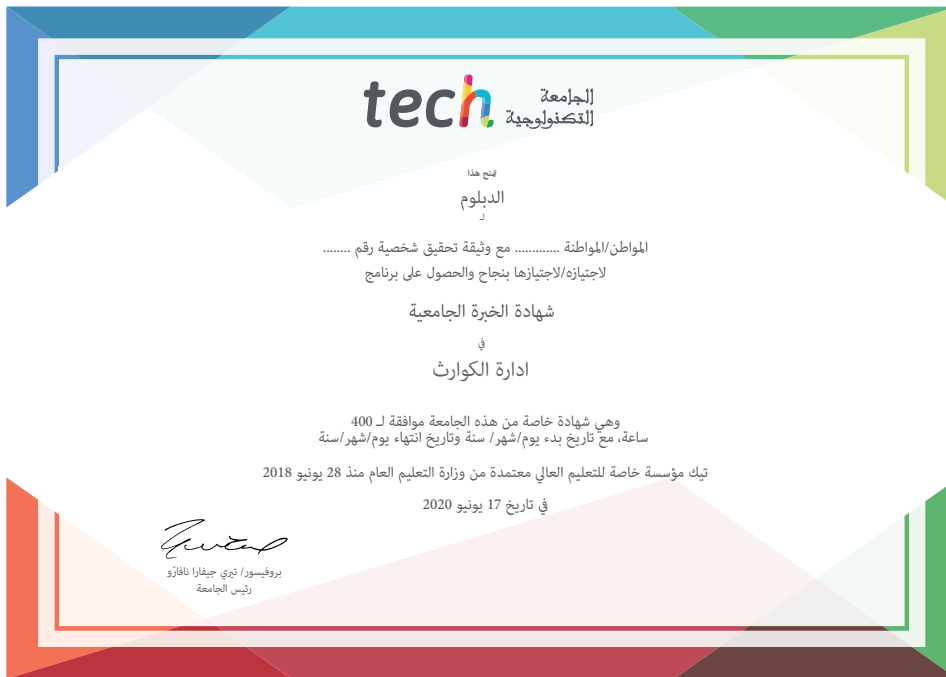 tech الجامعة
التكنولوجية
يمنح هذا
الدبلوم
لـ
المواطن/المواطنة ............. مع وثيقة تحقيق شخصية رقم ........
لاجتيازه/لاجتيازها بنجاح والحصول على برنامج
شهادة الخبرة الجامعية
في
ادارة الكوارث
وهي شهادة خاصة من هذه الجامعة موافقة لـ 400
ساعة، مع تاريخ بدء يوم/شهر/ سنة وتاريخ انتهاء يوم/شهر/سنة
تيك مؤسسة خاصة للتعليم العالي معتمدة من وزارة التعليم العام منذ 28 يونيو 2018
في تاريخ 17 يونيو 2020
بروفيسور/ تيري جيفارا نافارّو
رئيس الجامعة